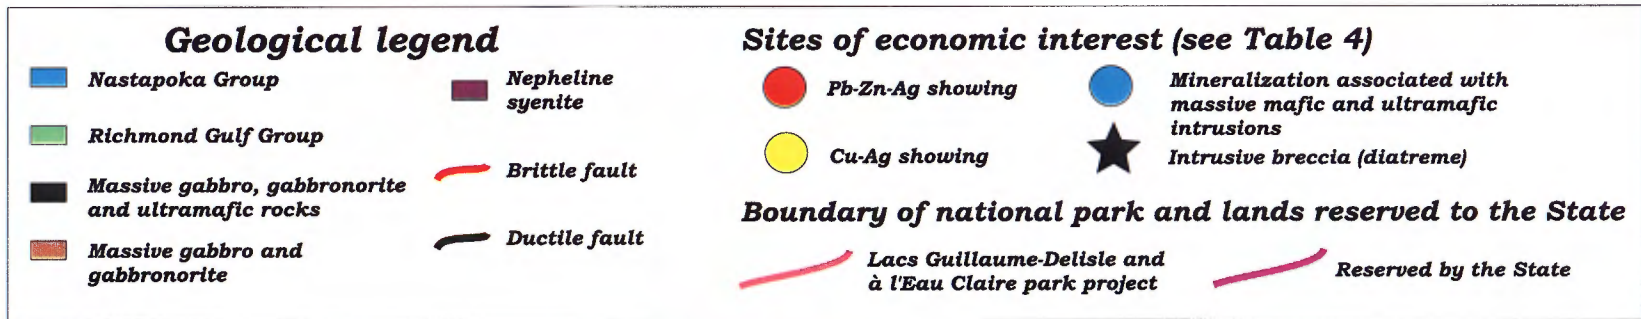 Geological legend
Nastapoka Group
Richmond Gulf Group
Massive gabbro, gabbronorite
and ultramafic rocks
Massive gabbro and
gabbronorite
Nepheline
syenite
Brittle fault
Ductile fault
Sites of economic interest (see Table 4)
Pb-Zn-Ag showing
Cu-Ag showing
Mineralization associated with
massive mafic and ultramafic
intrusions
Intrusive breccia (diatreme)
Boundary of national park and lands reserved to the State
Lacs Guillaume-Delisle and
à l'Eau Claire park project
Reserved by the State